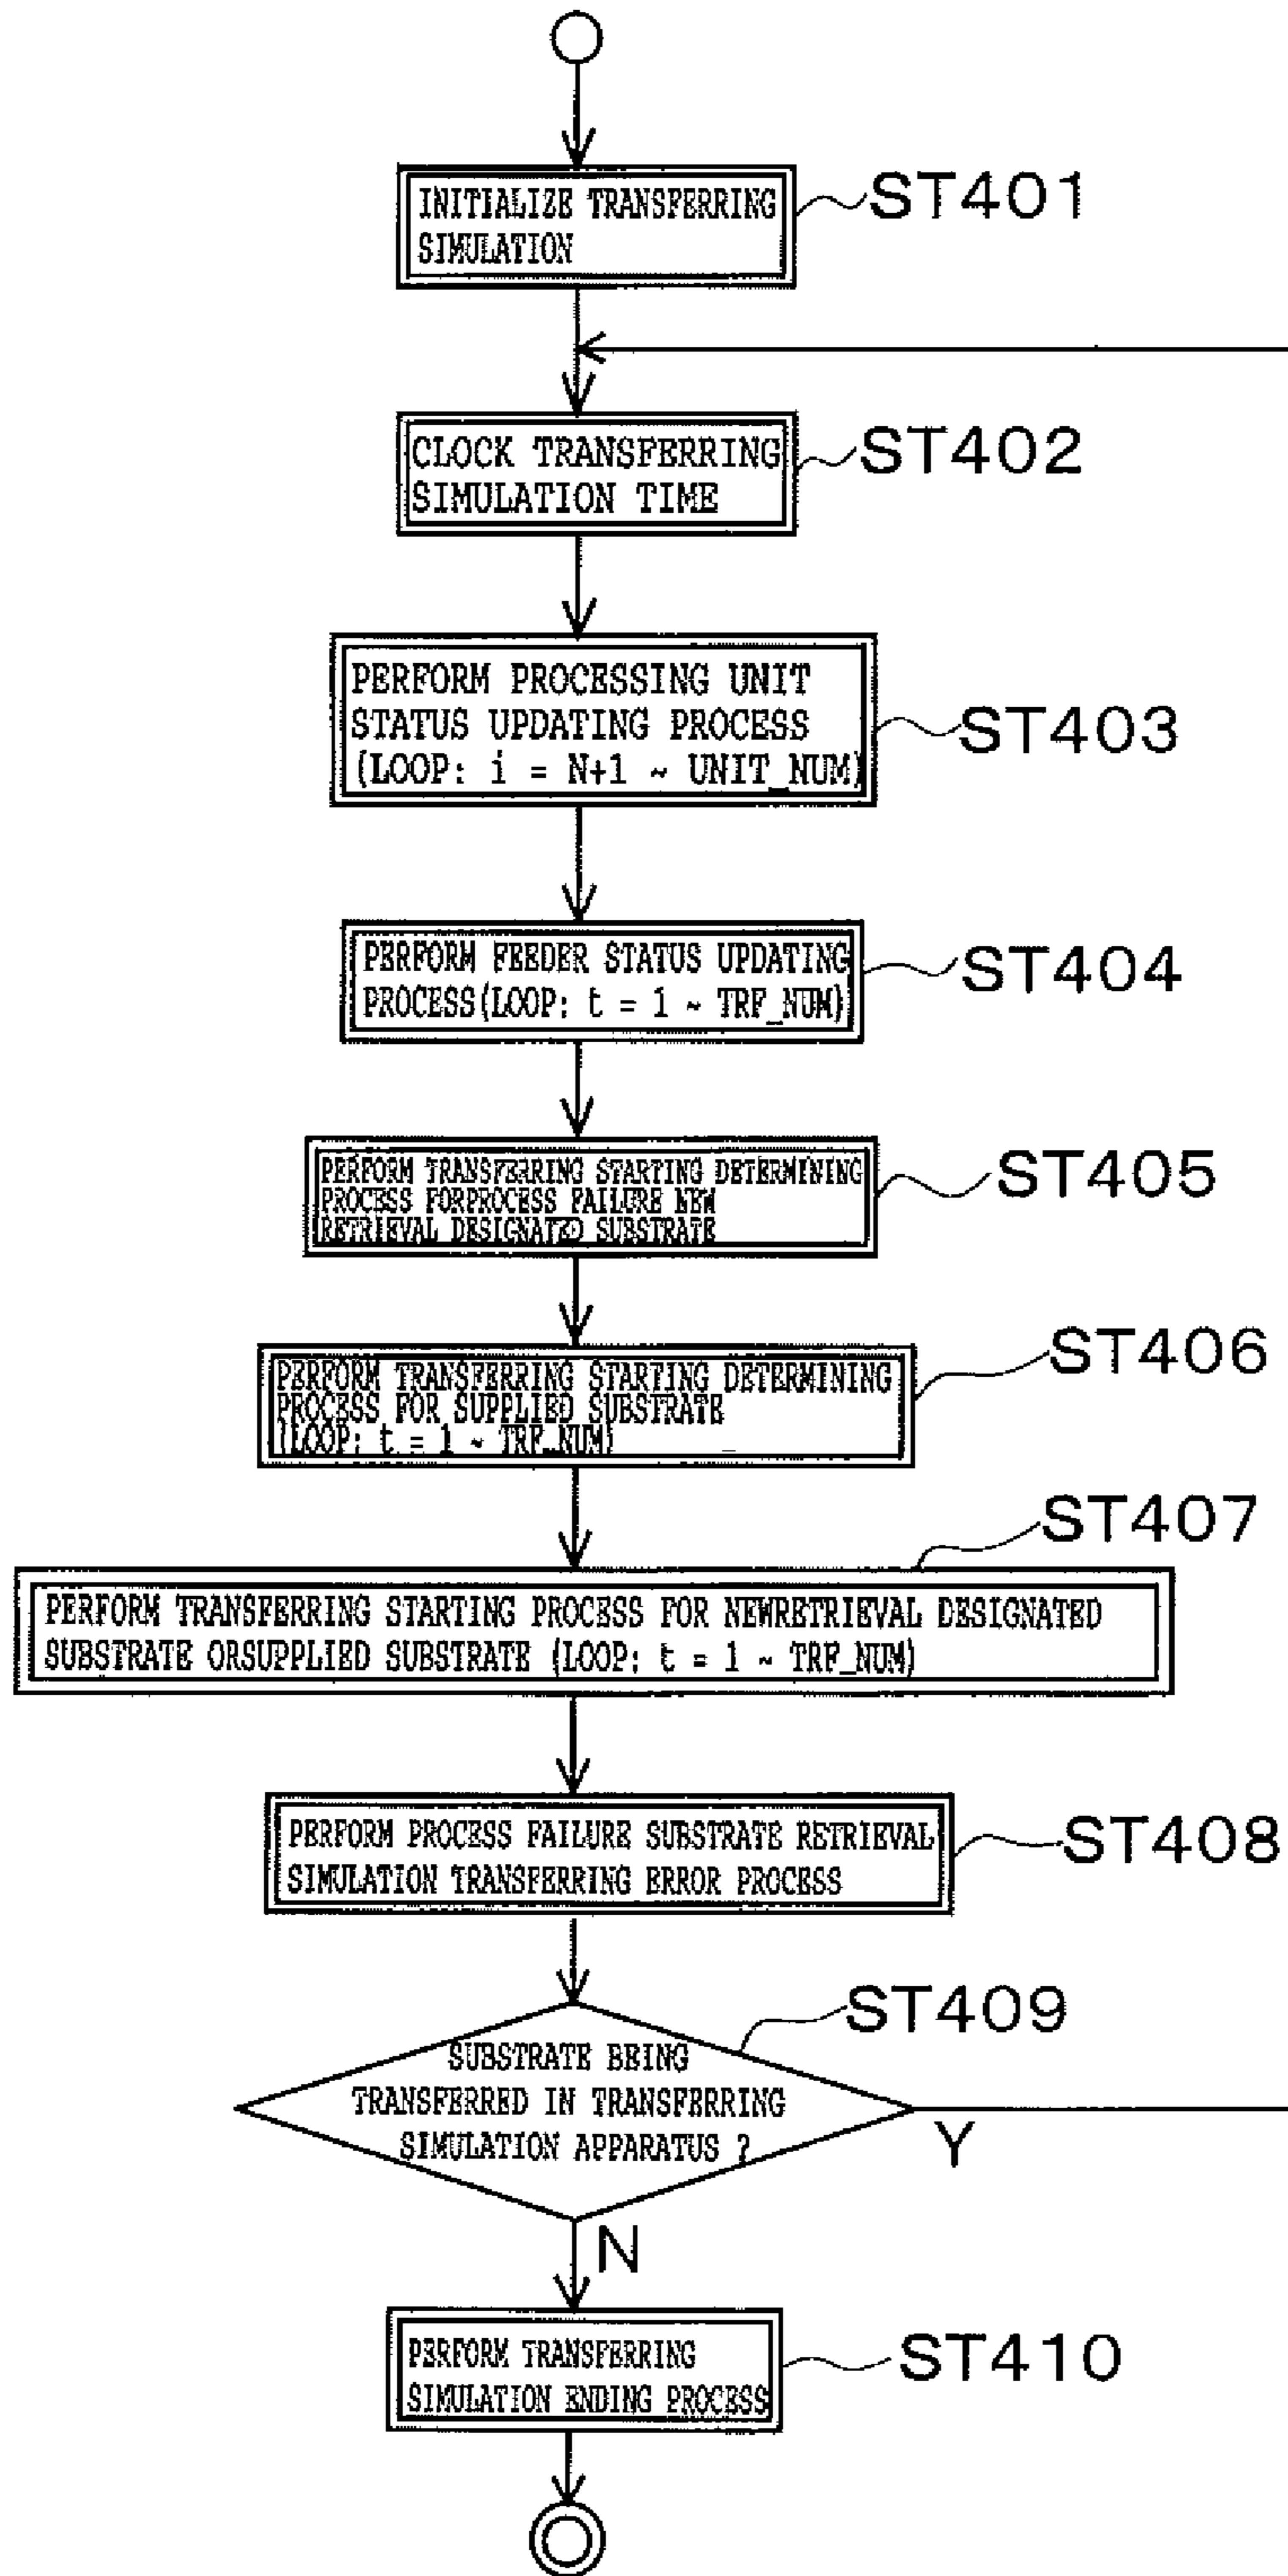 INITIALIZE TRANSFERRING
SIMULATION
ST401
CLOCK TRANSFERRING
SIMULATION TIME
ST402
PERFORM PROCESSING UNIT
STATUS UPDATING PROCESS
(LOOP: i = N+1 ~ UNIT_NUM)
ST403
PERFORM FEEDER STATUS UPDATING
PROCESS(LOOP: t = 1 ~ TRF_NUM)
ST404
PERFORM TRANSFERRING STARTING DETERMINING
PROCESS FORPROCESS FAILURE NEW
RETRIEVAL DESIGNATED SUBSTRATE
ST405
PERFORM TRANSFERRING STARTING DETERMINING
PROCESS FOR SUPPLIED SUBSTRATE
(LOOP: t = 1 ~ TRF_NUM)
ST406
ST407
PERFORM TRANSFERRING STARTING PROCESS FOR NEWRETRIEVAL DESIGNATED
SUBSTRATE ORSUPPLIED SUBSTRATE (LOOP: t = 1 ~ TRF_NUM)
PERFORM PROCESS FAILURE SUBSTRATE RETRIEVAL
SIMULATION TRANSFERRING ERROR PROCESS
ST408
ST409
SUBSTRATE BEING
TRANSFERRED IN TRANSFERRING
SIMULATION APPARATUS ?
Y
N
PERFORM TRANSFERRING
SIMULATION ENDING PROCESS
ST410